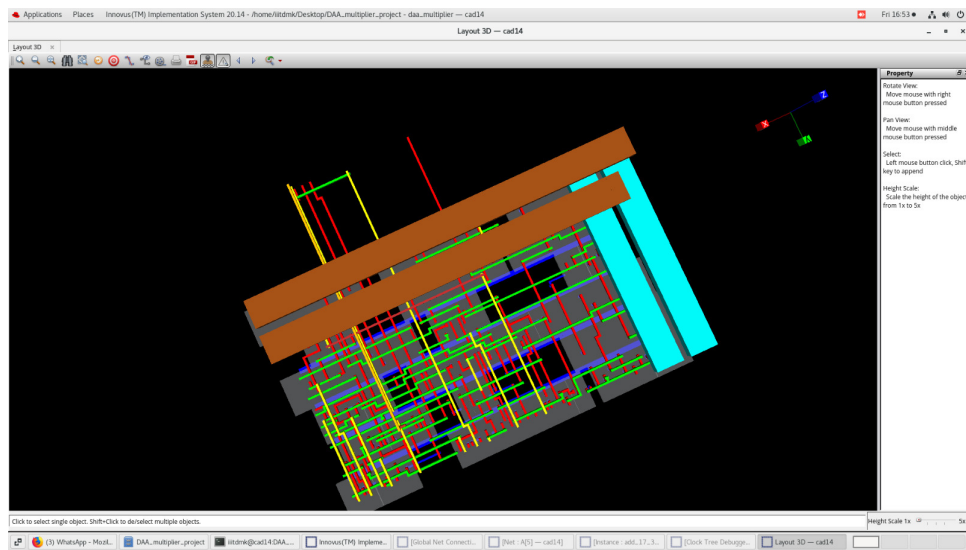 Applications Places Innovus(TM) Implementation System 20.14 - /home/iiitdmk/Desktop/DAA_multiplier_project - daa_multiplier — cad14 Fri 16:53
Layout 3D — cad14
Layout 3D
Property
Rotate View:
Move mouse with right
mouse button pressed
Pan View:
Move mouse with middle
mouse button pressed
Select:
Left mouse button click, Shift
key to append
Height Scale:
Scale the height of the object
from 1x to 5x
Z
X
Y
Click to select single object. Shift+Click to de/select multiple objects.
Height Scale 1x 5x
(3) WhatsApp - Mozil... DAA_multiplier_project iiitdmk@cad14:DAA_... Innovus(TM) Impleme... [Global Net Connecti... [Net : A[5] — cad14] [Instance : add_17_3... [Clock Tree Debugge... Layout 3D — cad14